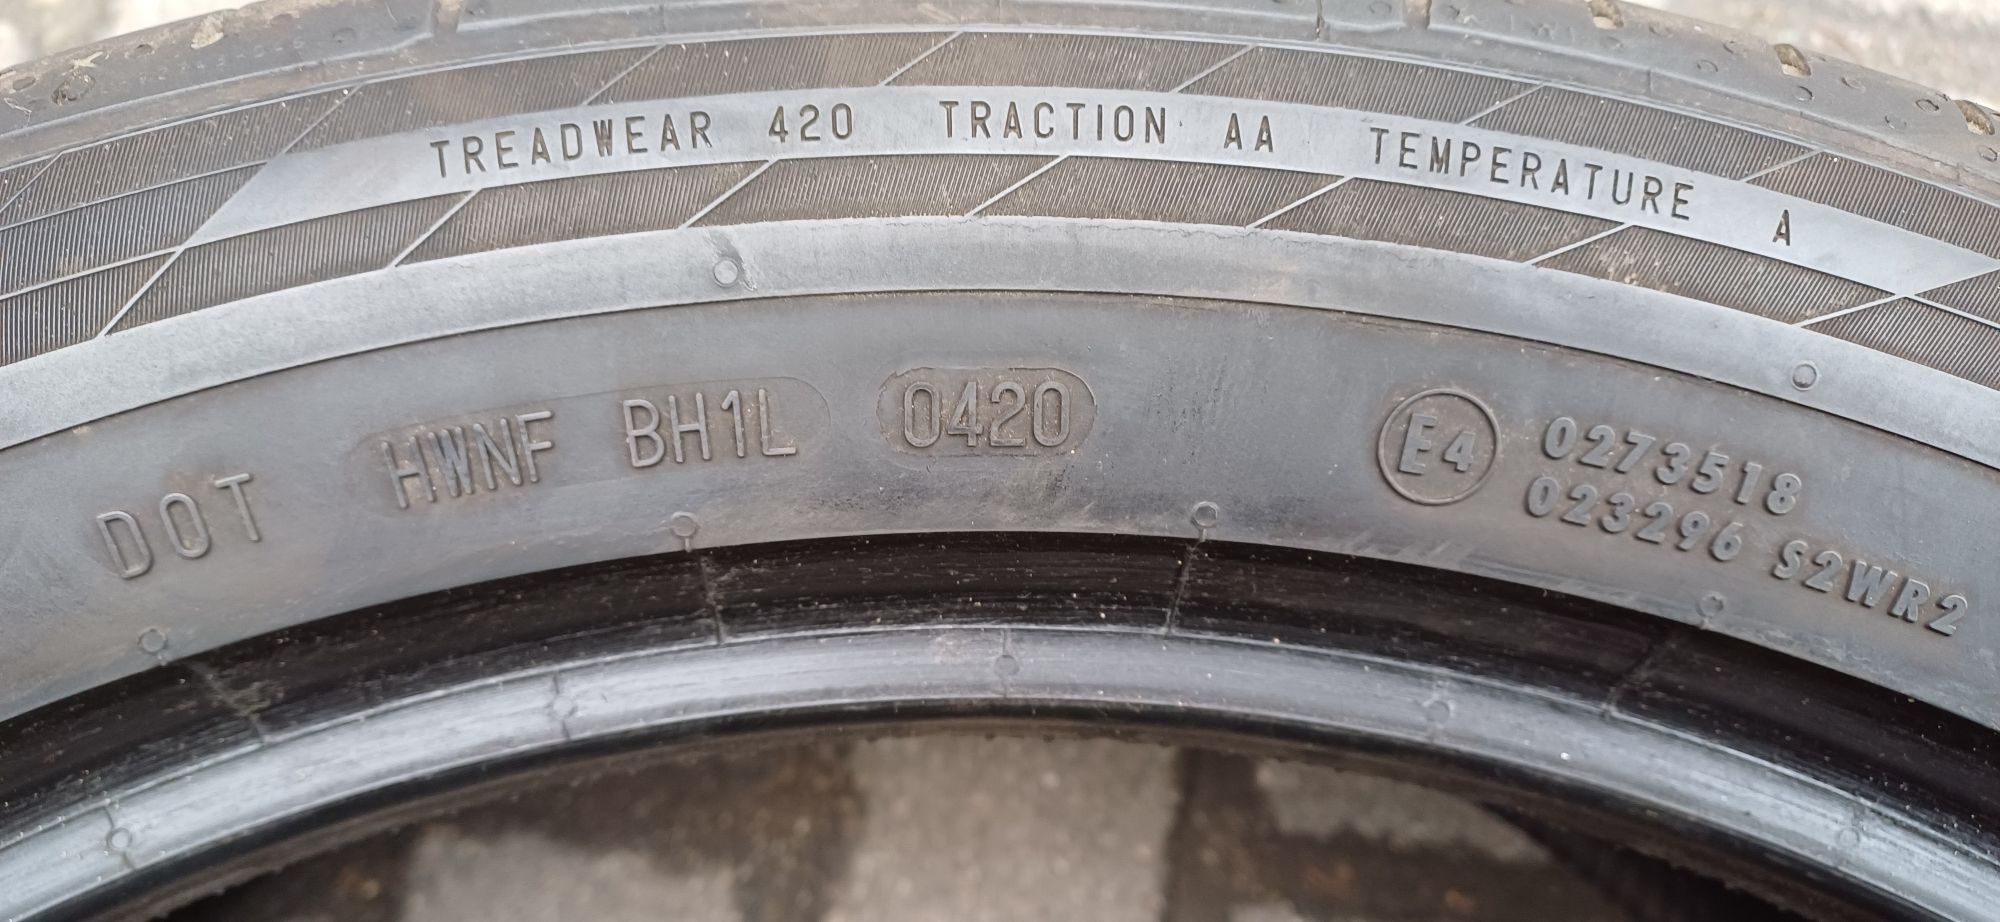 TREADWEAR 420 TRACTION AA TEMPERATURE A
DOT HWNF BH1L 0420 E4 0273518
023296 S2WR2